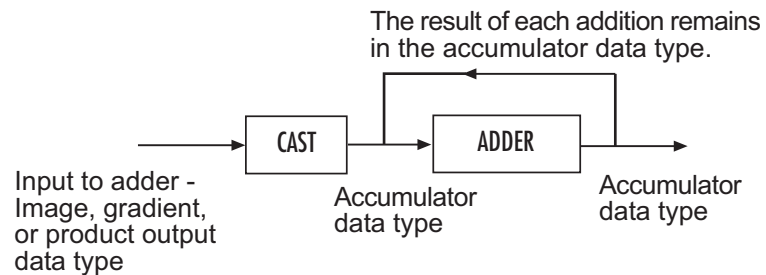 The result of each addition remains
in the accumulator data type.
CAST
ADDER
Input to adder -
Image, gradient,
or product output
data type
Accumulator
data type
Accumulator
data type